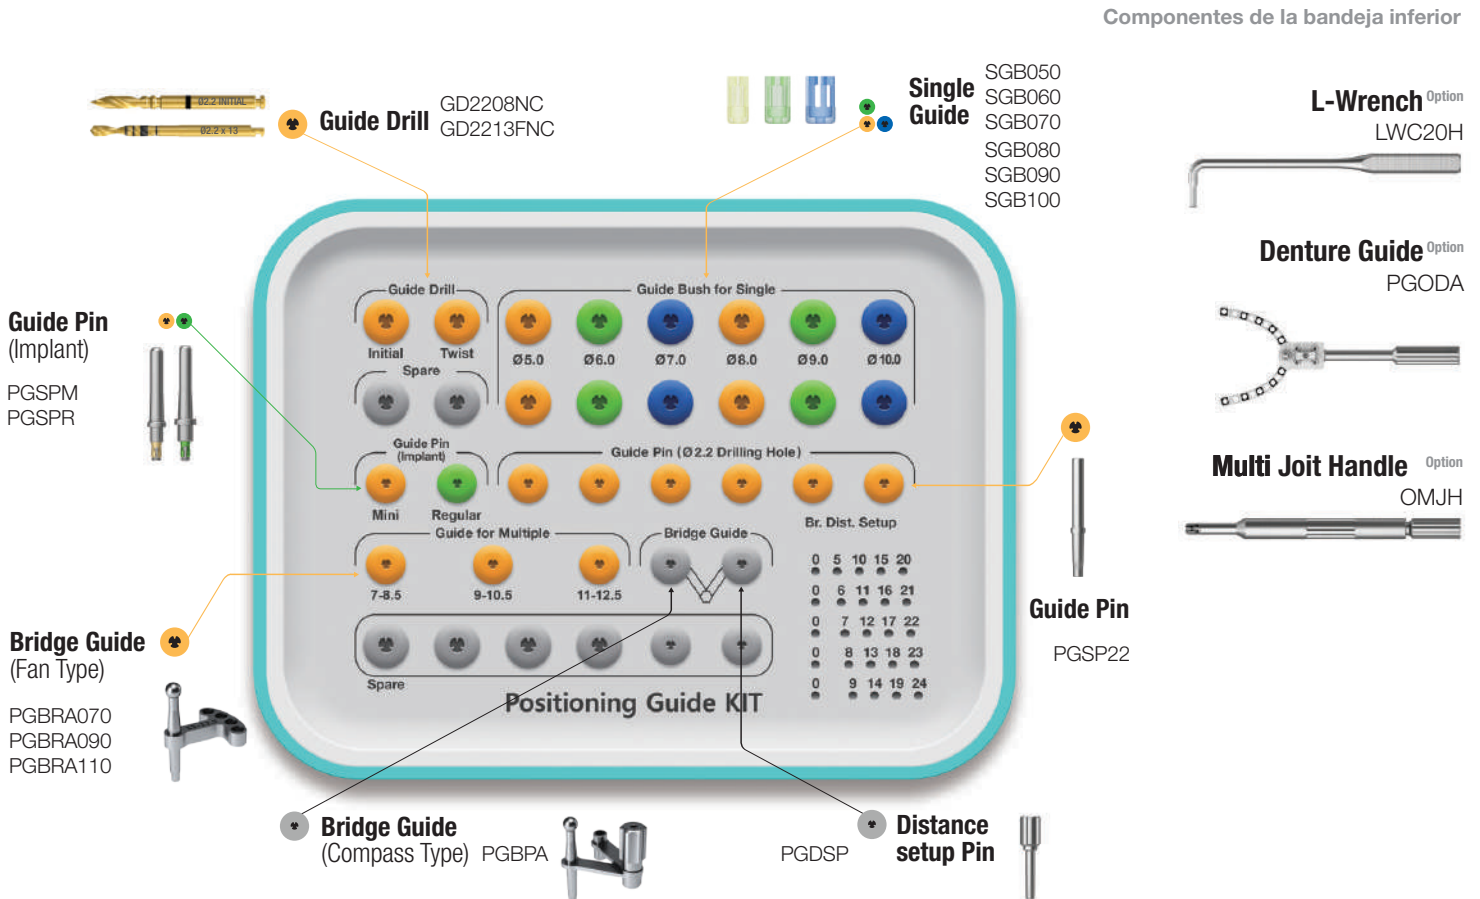 Componentes de la bandeja inferior
Ø2.2 INITIAL
Ø2.2 x 13
Guide Drill
GD2208NC
GD2213FNC
Single
Guide
SGB050
SGB060
SGB070
SGB080
SGB090
SGB100
L-Wrench Option
LWC20H
Denture Guide Option
PGODA
Multi Joit Handle Option
OMJH
Guide Pin
(Implant)
PGSPM
PGSPR
Guide Drill
Initial Twist
Spare
Guide Bush for Single
Ø5.0 Ø6.0 Ø7.0 Ø8.0 Ø9.0 Ø10.0
Guide Pin
(Implant)
Mini Regular
Guide Pin (Ø2.2 Drilling Hole)
Guide for Multiple
7-8.5 9-10.5 11-12.5
Bridge Guide
Br. Dist. Setup
0 5 10 15 20
0 6 11 16 21
0 7 12 17 22
0 8 13 18 23
0 9 14 19 24
Spare
Positioning Guide KIT
Guide Pin
PGSP22
Bridge Guide
(Fan Type)
PGBRA070
PGBRA090
PGBRA110
Bridge Guide
(Compass Type) PGBPA
PGDSP
Distance
setup Pin